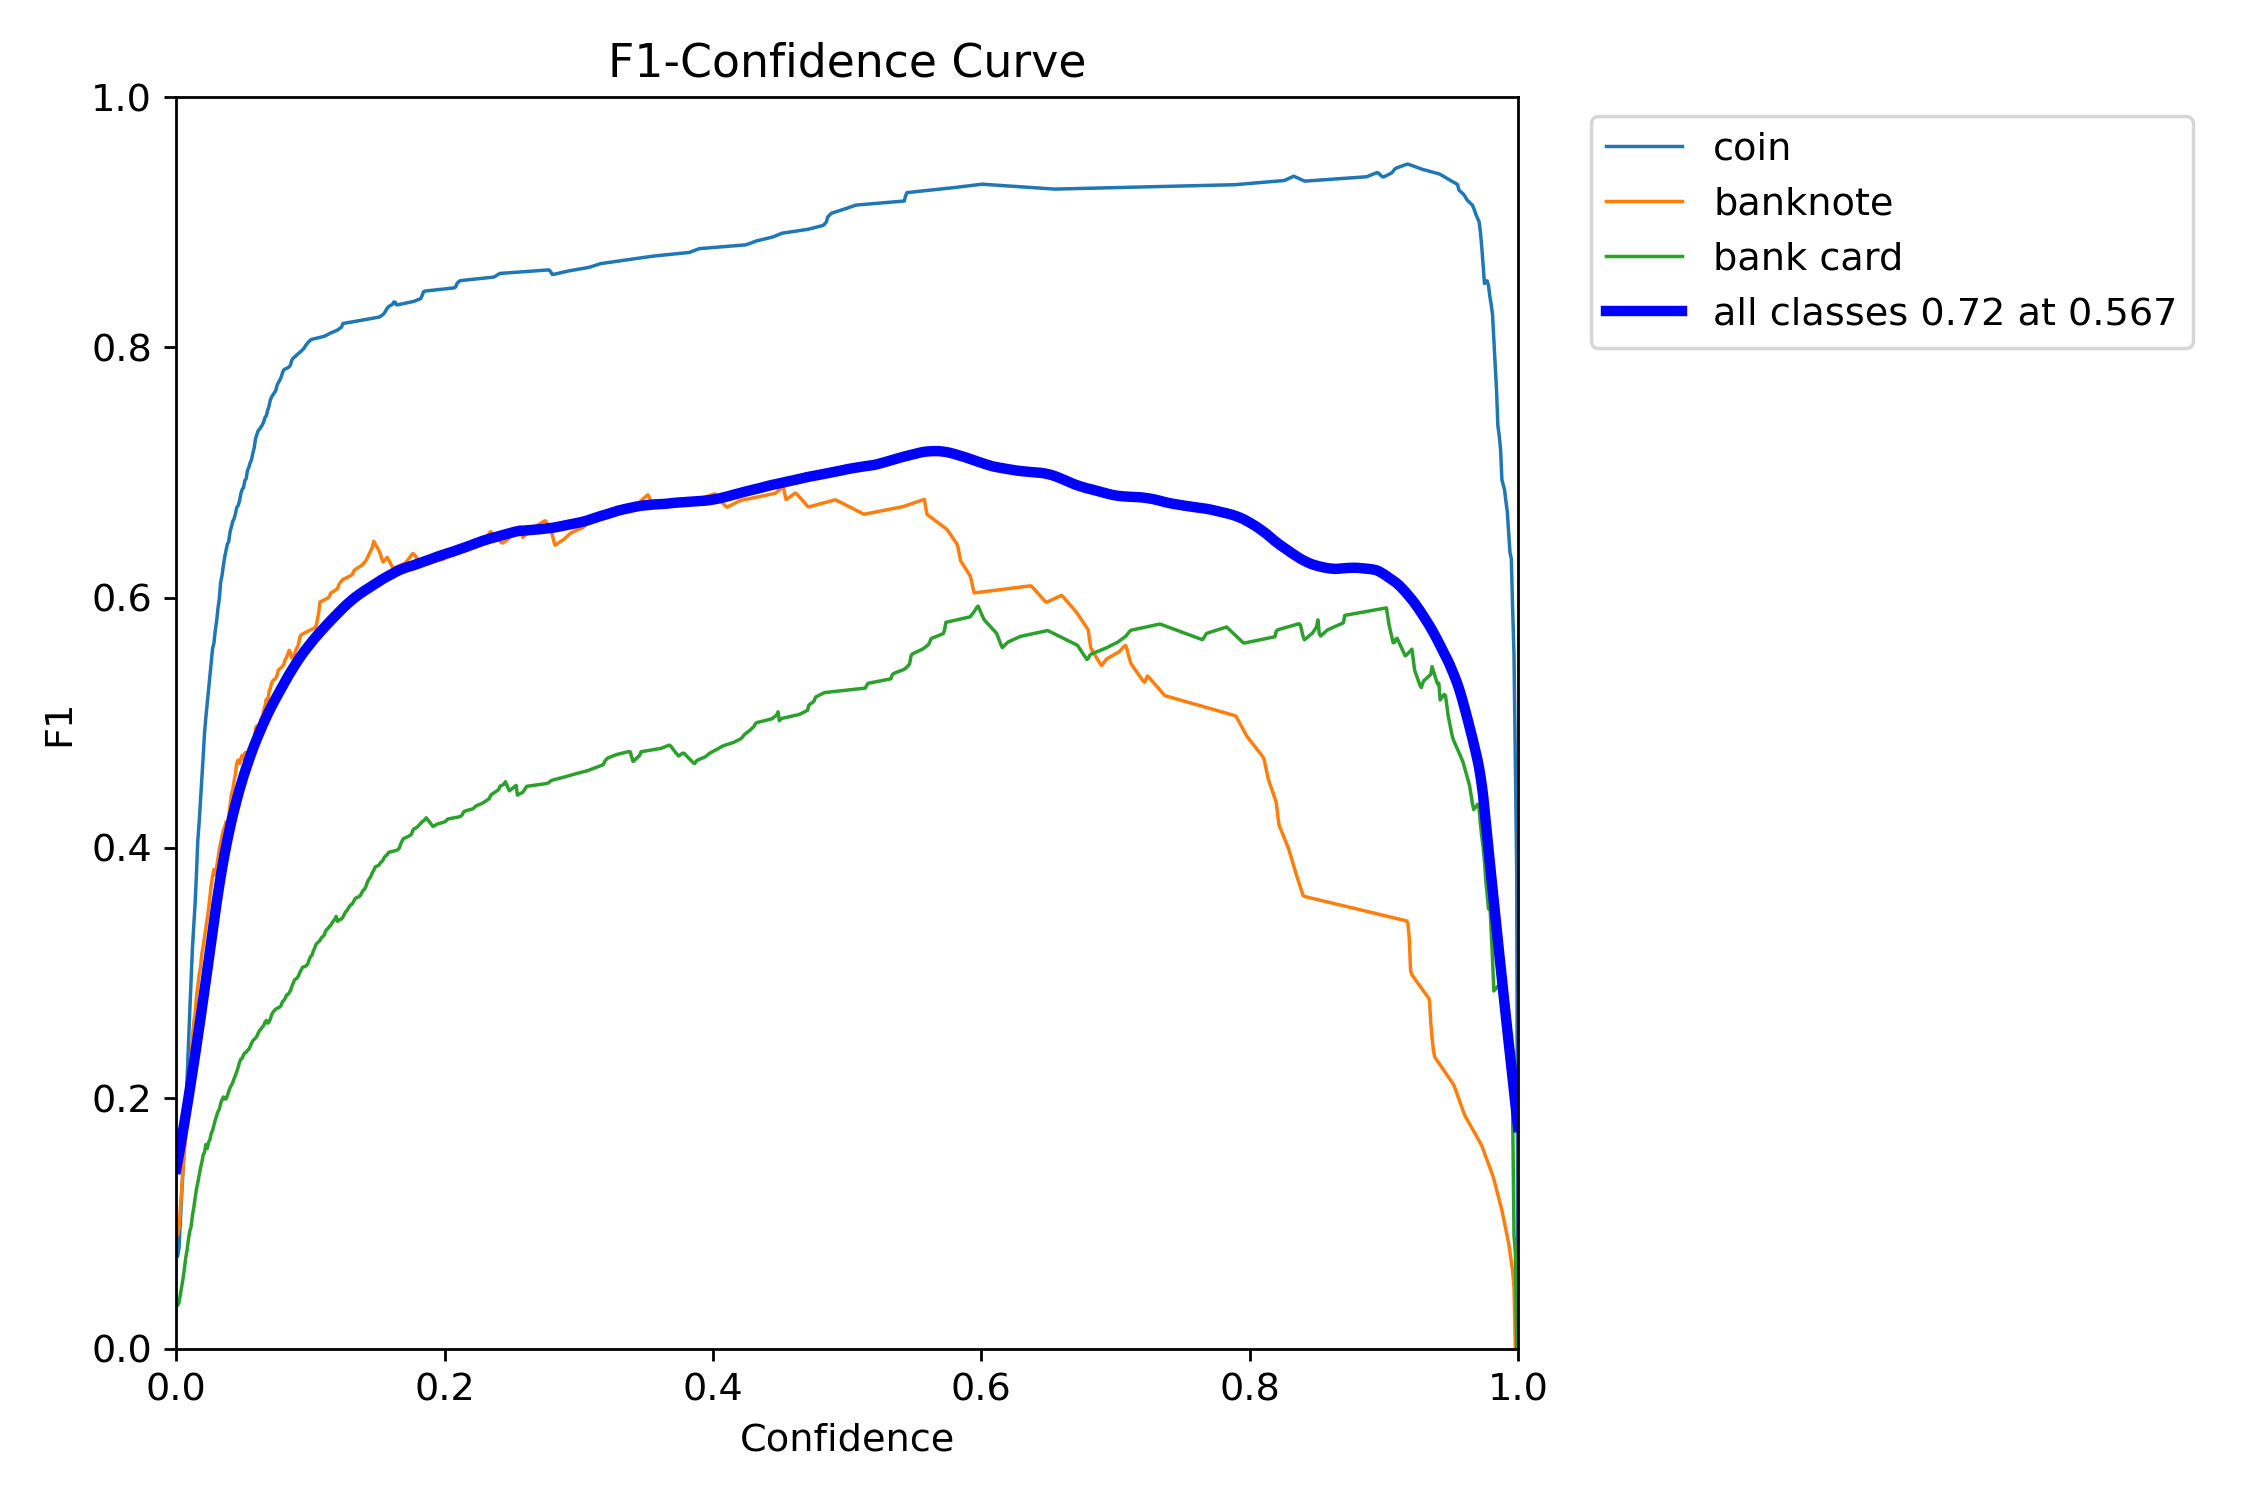 F1-Confidence Curve
1.0
0.8
0.6
0.4
0.2
0.0
F1
0.0 0.2 0.4 0.6 0.8 1.0
Confidence
coin
banknote
bank card
all classes 0.72 at 0.567